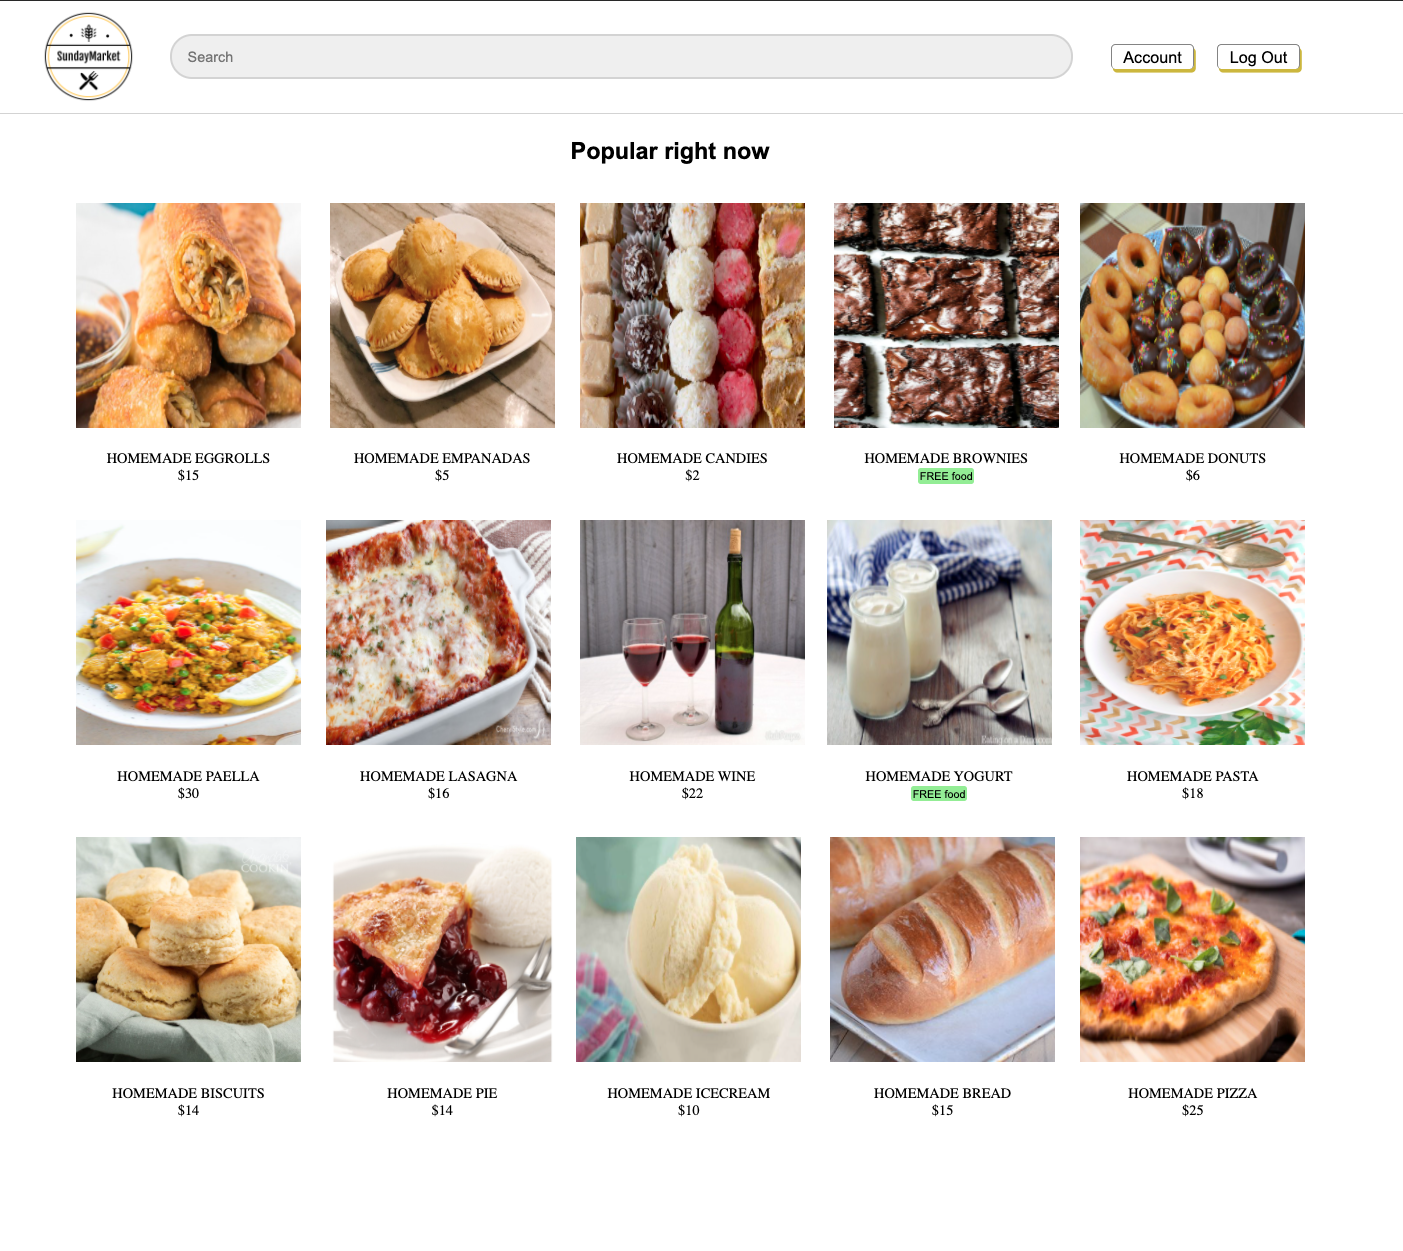 SundayMarket
Search
Account
Log Out
Popular right now
HOMEMADE EGGROLLS
$15
HOMEMADE EMPANADAS
$5
HOMEMADE CANDIES
$2
HOMEMADE BROWNIES
FREE food
HOMEMADE DONUTS
$6
HOMEMADE PAELLA
$30
HOMEMADE LASAGNA
$16
HOMEMADE WINE
$22
HOMEMADE YOGURT
FREE food
HOMEMADE PASTA
$18
HOMEMADE BISCUITS
$14
HOMEMADE PIE
$14
HOMEMADE ICECREAM
$10
HOMEMADE BREAD
$15
HOMEMADE PIZZA
$25